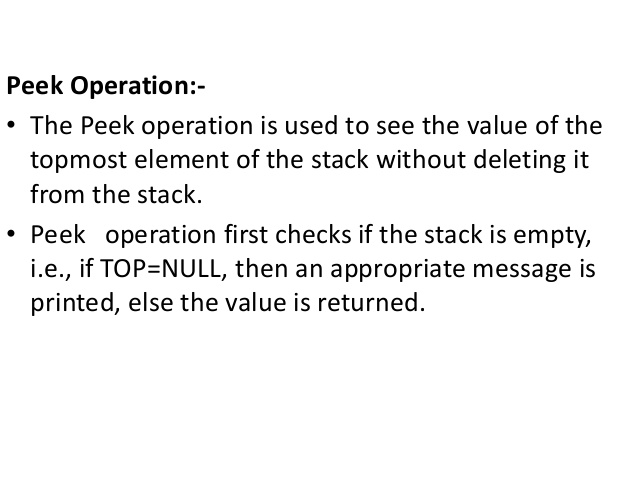 Peek Operation:-
• The Peek operation is used to see the value of the
topmost element of the stack without deleting it
from the stack.
• Peek   operation first checks if the stack is empty,
i.e., if TOP=NULL, then an appropriate message is
printed, else the value is returned.